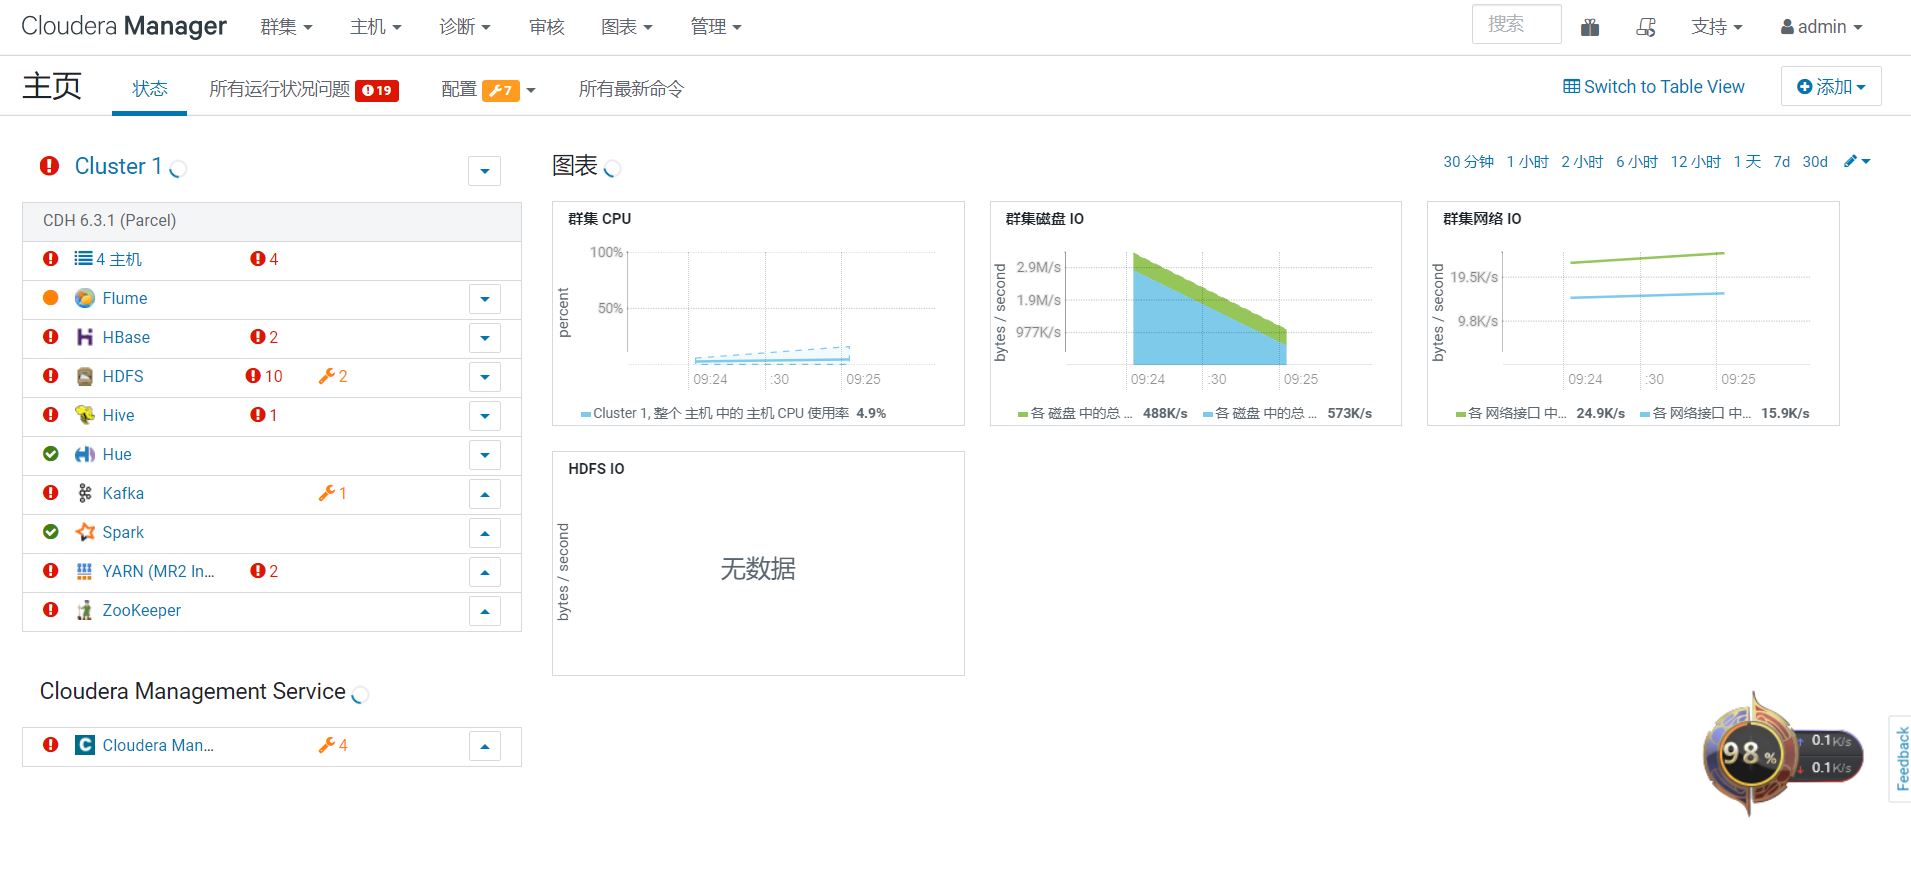 Cloudera Manager 群集 主机 诊断 审核 图表 管理 搜索 支持 admin
主页 状态 所有运行状况问题 19 配置 7 所有最新命令 Switch to Table View 添加
Cluster 1
CDH 6.3.1 (Parcel)
4 主机 4
Flume
HBase 2
HDFS 10 2
Hive 1
Hue
Kafka 1
Spark
YARN (MR2 In... 2
ZooKeeper
Cloudera Management Service
Cloudera Man... 4
图表 30 分钟 1 小时 2 小时 6 小时 12 小时 1 天 7d 30d
群集 CPU
percent
100%
50%
09:24 :30 09:25
Cluster 1, 整个 主机 中的 主机 CPU 使用率 4.9%
群集磁盘 IO
bytes / second
2.9M/s
1.9M/s
977K/s
09:24 :30 09:25
各 磁盘 中的总 ... 488K/s 各 磁盘 中的总 ... 573K/s
群集网络 IO
bytes / second
19.5K/s
9.8K/s
09:24 :30 09:25
各 网络接口 中... 24.9K/s 各 网络接口 中... 15.9K/s
HDFS IO
bytes / second
无数据
98 %
0.1K/s
0.1K/s
Feedback